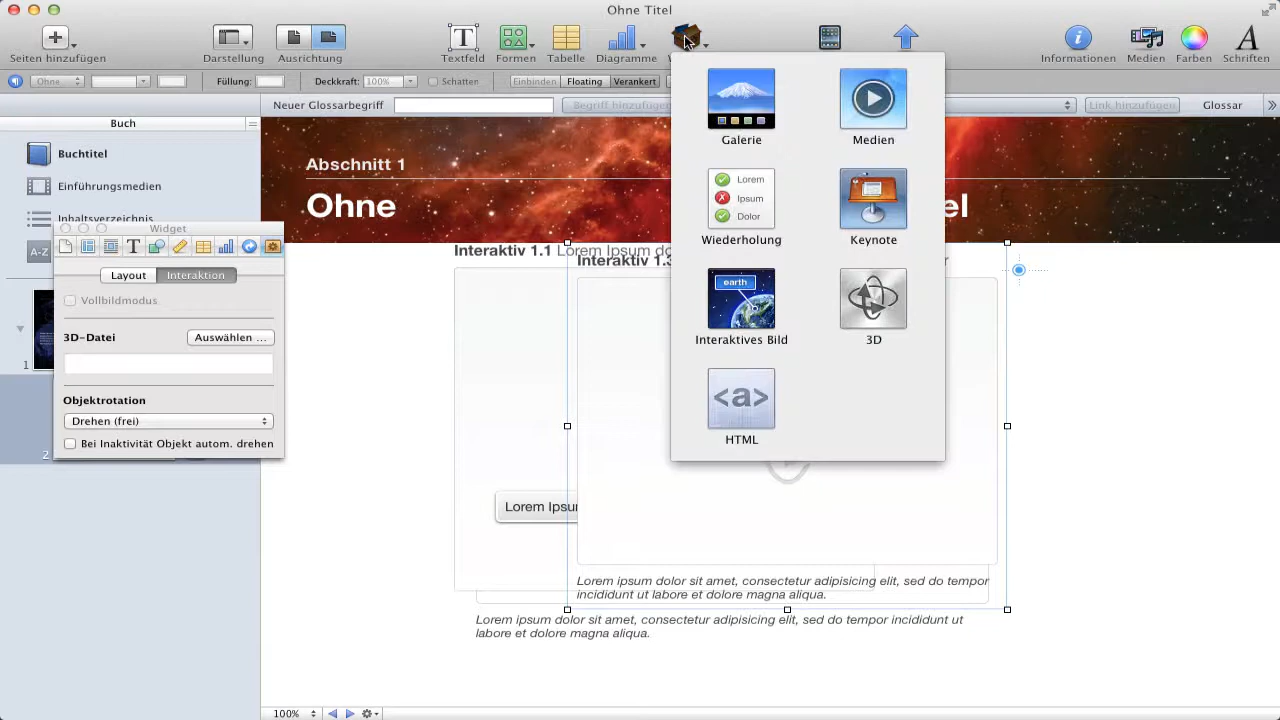 Ohne Titel
Seiten hinzufügen
Darstellung
Ausrichtung
T
Textfeld
Formen
Tabelle
Diagramme
Informationen
Medien
Farben
A
Schriften
Ohne
Füllung:
Deckkraft: 100%
Schatten
Einbinden
Floating
Verankert
Neuer Glossarbegriff
Begriff hinzufügen
Link hinzufügen
Glossar
Buch
Buchtitel
Einführungsmedien
Inhaltsverzeichnis
A-Z
1
2
Widget
Layout
Interaktion
Vollbildmodus
3D-Datei
Auswählen ...
Objektrotation
Drehen (frei)
Bei Inaktivität Objekt autom. drehen
Abschnitt 1
Ohne
el
Interaktiv 1.1 Lorem Ipsum do
Interaktiv 1.3
r
Lorem Ipsu
Lorem ipsum dolor sit amet, consectetur adipisicing elit, sed do tempor
incididunt ut labore et dolore magna aliqua.
Lorem ipsum dolor sit amet, consectetur adipisicing elit, sed do tempor incididunt ut
labore et dolore magna aliqua.
Galerie
Medien
Lorem
Ipsum
Dolor
Wiederholung
Keynote
earth
Interaktives Bild
3D
<a>
HTML
100%